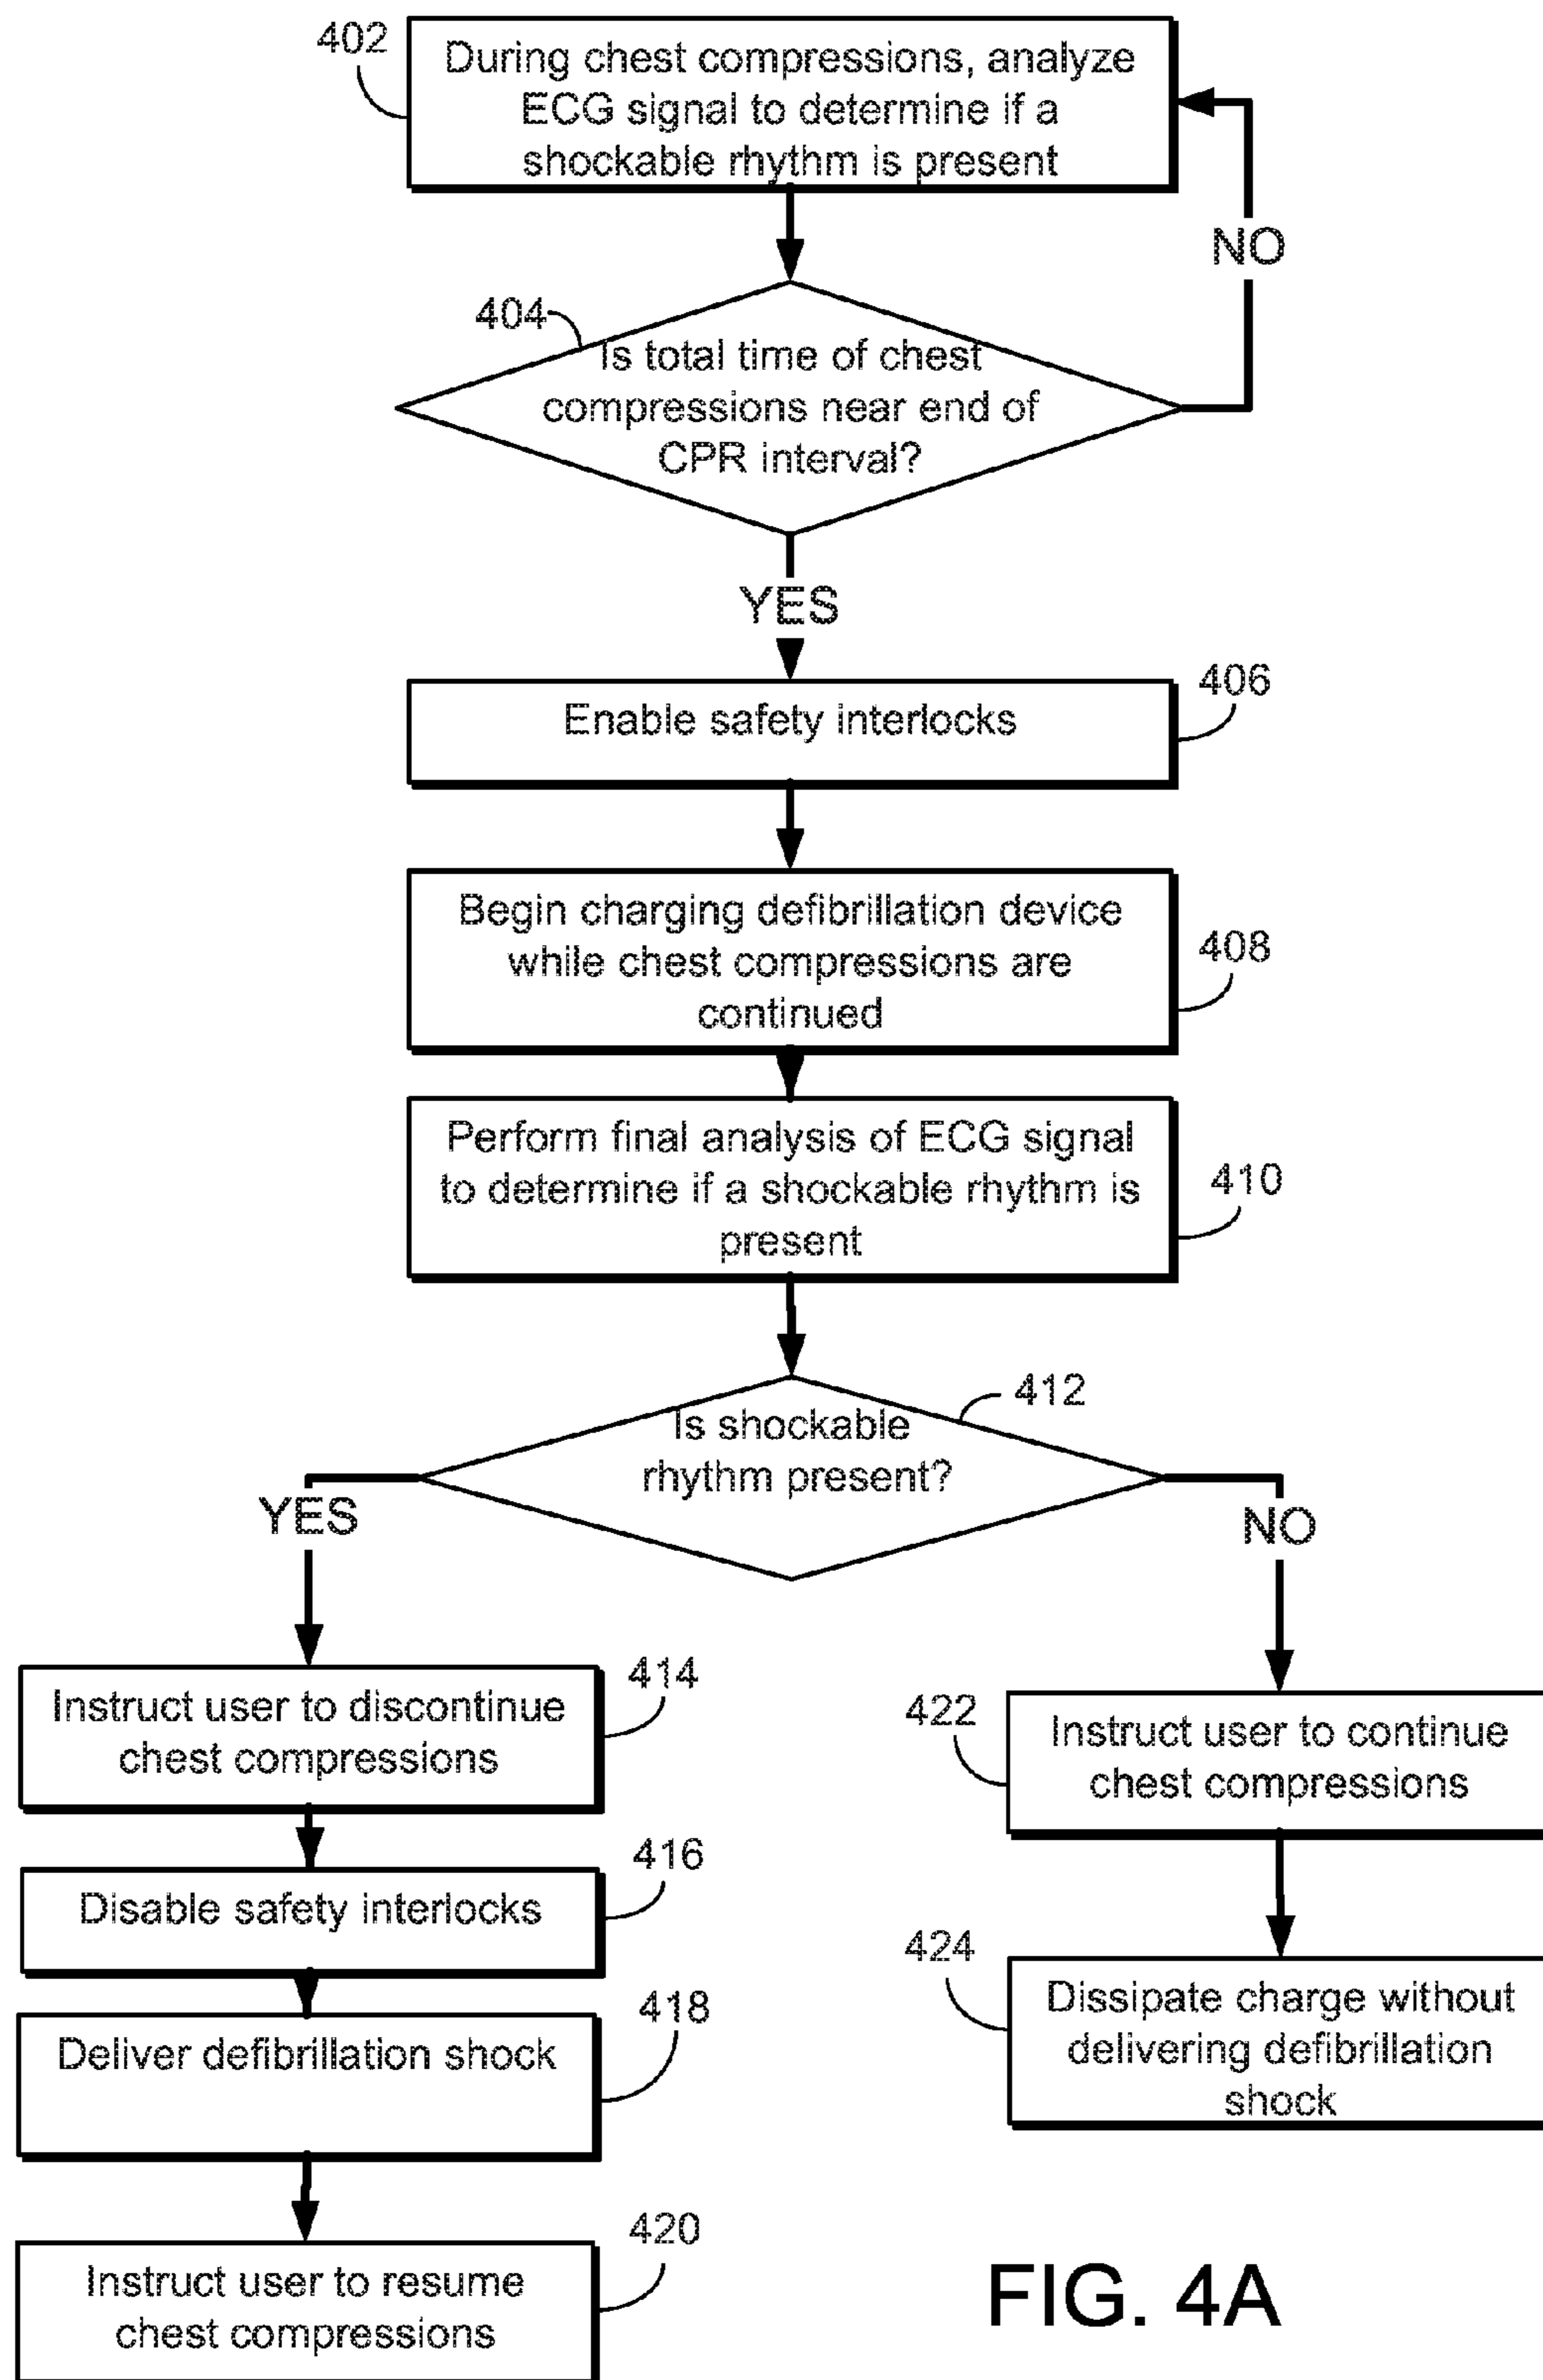 402
During chest compressions, analyze
ECG signal to determine if a
shockable rhythm is present
NO
404
Is total time of chest
compressions near end of
CPR interval?
YES
406
Enable safety interlocks
Begin charging defibrillation device
while chest compressions are
continued
408
Perform final analysis of ECG signal
to determine if a shockable rhythm is
present
410
412
Is shockable
rhythm present?
YES
NO
414
Instruct user to discontinue
chest compressions
422
Instruct user to continue
chest compressions
416
Disable safety interlocks
424
Dissipate charge without
delivering defibrillation
shock
418
Deliver defibrillation shock
420
Instruct user to resume
chest compressions
FIG. 4A